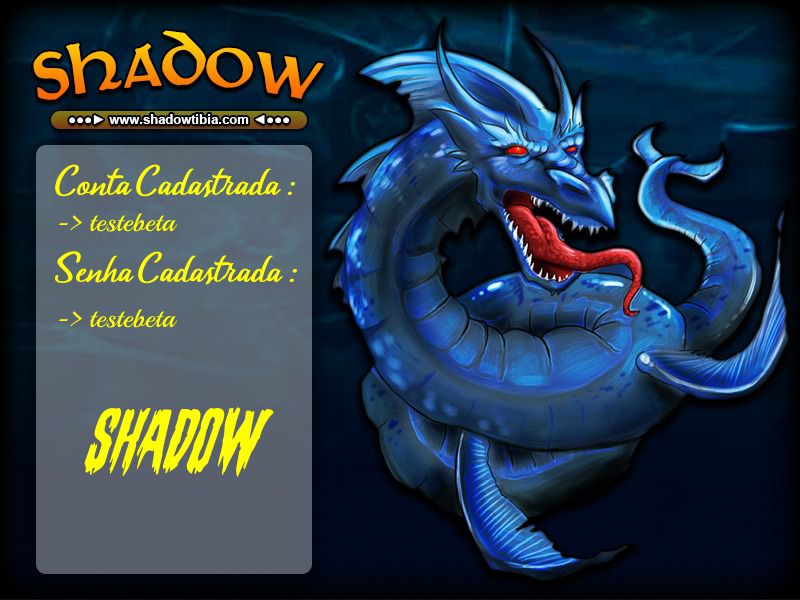 SHADOW
www.shadowtibia.com
Conta Cadastrada :
-> testebeta
Senha Cadastrada :
-> testebeta
SHADOW